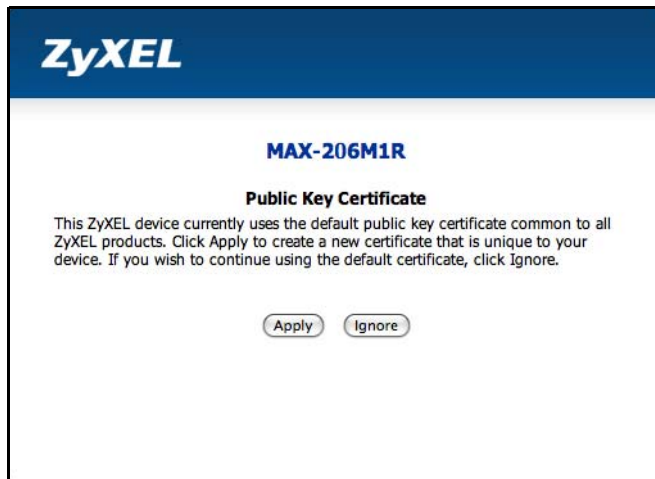 ZyXEL
MAX-206M1R
Public Key Certificate
This ZyXEL device currently uses the default public key certificate common to all
ZyXEL products. Click Apply to create a new certificate that is unique to your
device. If you wish to continue using the default certificate, click Ignore.
Apply Ignore